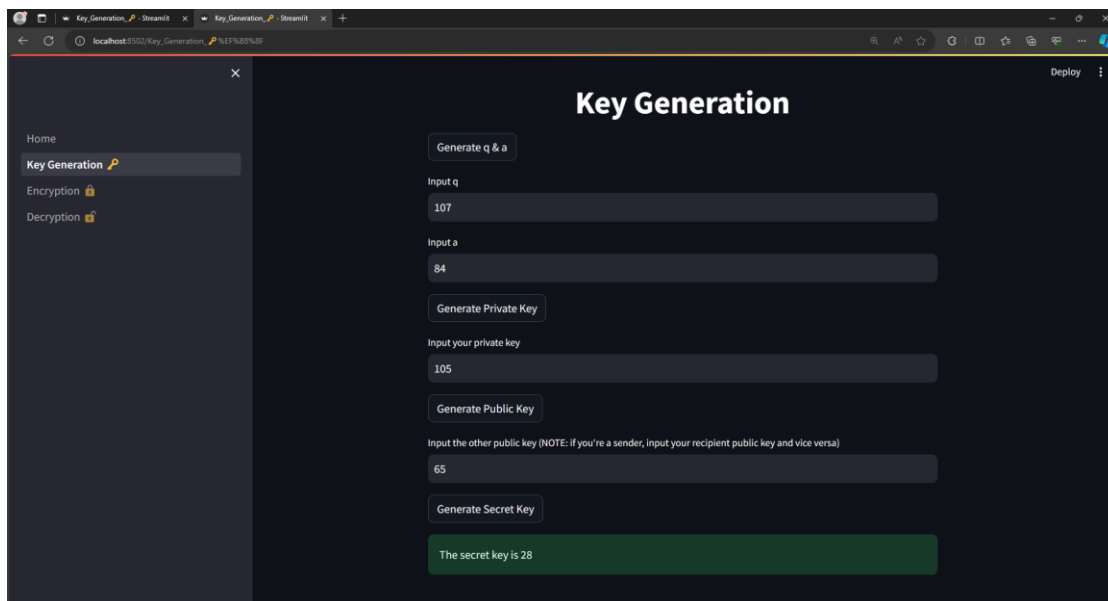 Key_Generation_🔑 - Streamlit
Key_Generation_🔑 - Streamlit
localhost:8502/Key_Generation_🔑%EF%B8%8F
Deploy
Key Generation
Home
Key Generation 🔑
Encryption 🔒
Decryption 🔓
Generate q & a
Input q
107
Input a
84
Generate Private Key
Input your private key
105
Generate Public Key
Input the other public key (NOTE: if you're a sender, input your recipient public key and vice versa)
65
Generate Secret Key
The secret key is 28